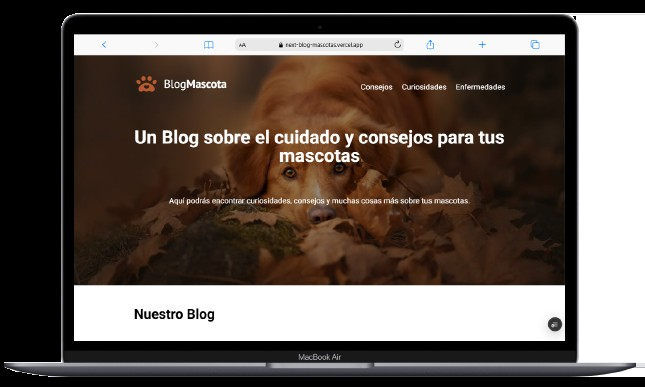 AA next-blog-mascotas.vercel.app
BlogMascota
Consejos Curiosidades Enfermedades
Un Blog sobre el cuidado y consejos para tus
mascotas
Aquí podrás encontrar curiosidades, consejos y muchas cosas más sobre tus mascotas.
Nuestro Blog
MacBook Air